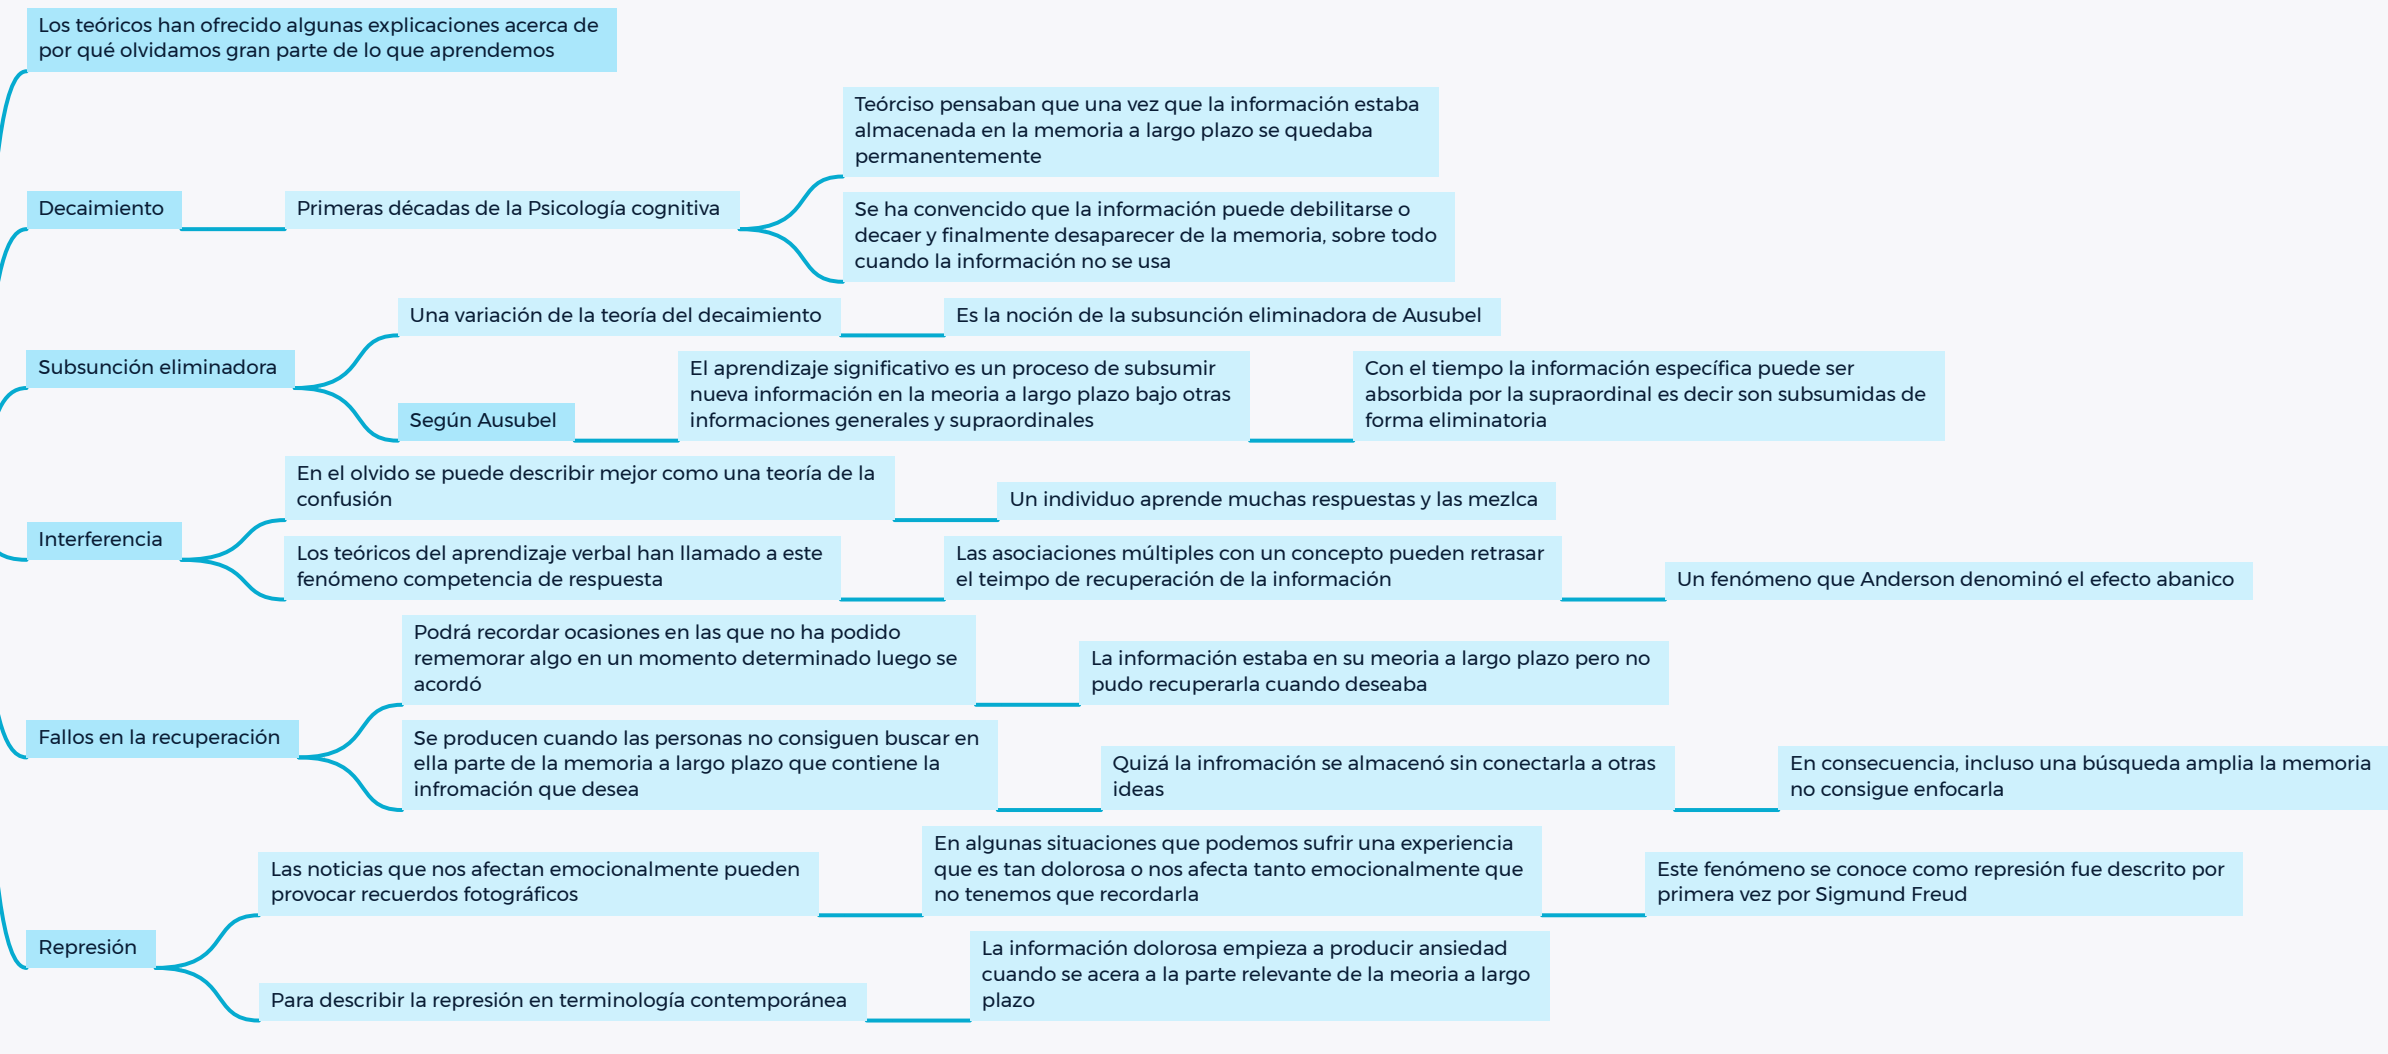 Los teóricos han ofrecido algunas explicaciones acerca de
por qué olvidamos gran parte de lo que aprendemos
Decaimiento
Primeras décadas de la Psicología cognitiva
Teórciso pensaban que una vez que la información estaba
almacenada en la memoria a largo plazo se quedaba
permanentemente
Se ha convencido que la información puede debilitarse o
decaer y finalmente desaparecer de la memoria, sobre todo
cuando la información no se usa
Subsunción eliminadora
Una variación de la teoría del decaimiento
Es la noción de la subsunción eliminadora de Ausubel
Según Ausubel
El aprendizaje significativo es un proceso de subsumir
nueva información en la meoria a largo plazo bajo otras
informaciones generales y supraordinales
Con el tiempo la información específica puede ser
absorbida por la supraordinal es decir son subsumidas de
forma eliminatoria
Interferencia
En el olvido se puede describir mejor como una teoría de la
confusión
Un individuo aprende muchas respuestas y las mezlca
Los teóricos del aprendizaje verbal han llamado a este
fenómeno competencia de respuesta
Las asociaciones múltiples con un concepto pueden retrasar
el teimpo de recuperación de la información
Un fenómeno que Anderson denominó el efecto abanico
Fallos en la recuperación
Podrá recordar ocasiones en las que no ha podido
rememorar algo en un momento determinado luego se
acordó
La información estaba en su meoria a largo plazo pero no
pudo recuperarla cuando deseaba
Se producen cuando las personas no consiguen buscar en
ella parte de la memoria a largo plazo que contiene la
infromación que desea
Quizá la infromación se almacenó sin conectarla a otras
ideas
En consecuencia, incluso una búsqueda amplia la memoria
no consigue enfocarla
Represión
Las noticias que nos afectan emocionalmente pueden
provocar recuerdos fotográficos
En algunas situaciones que podemos sufrir una experiencia
que es tan dolorosa o nos afecta tanto emocionalmente que
no tenemos que recordarla
Este fenómeno se conoce como represión fue descrito por
primera vez por Sigmund Freud
Para describir la represión en terminología contemporánea
La información dolorosa empieza a producir ansiedad
cuando se acera a la parte relevante de la meoria a largo
plazo